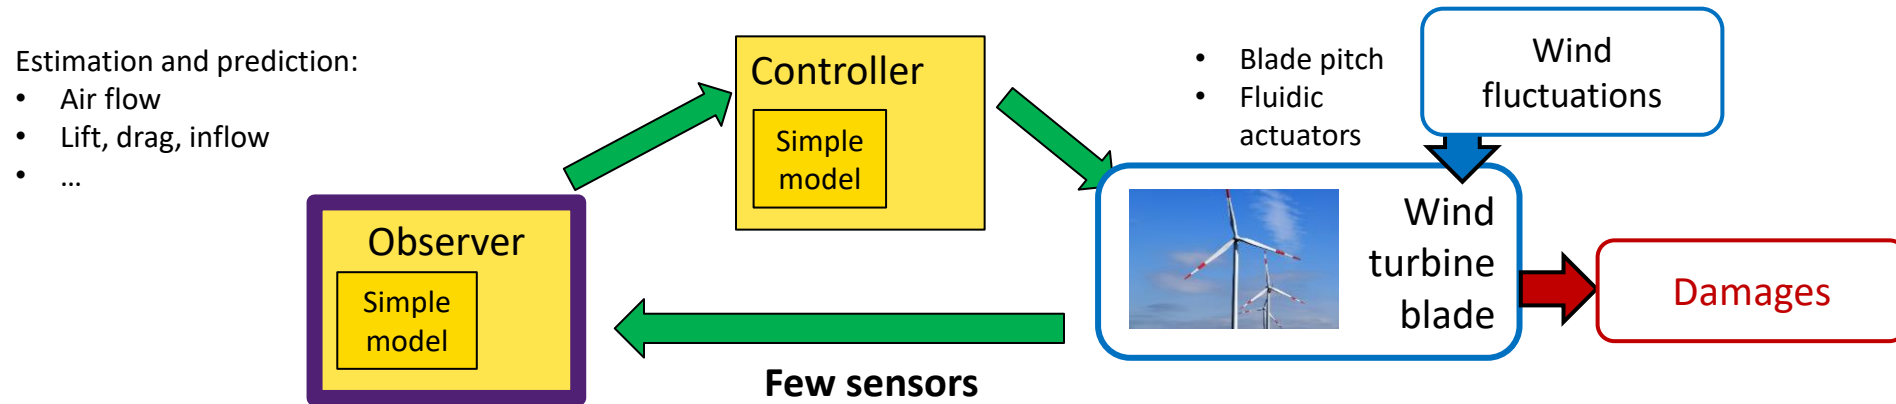 Estimation and prediction:
• Air flow
• Lift, drag, inflow
• ...
Observer
Simple
model
Controller
Simple
model
• Blade pitch
• Fluidic
actuators
Wind
fluctuations
Wind
turbine
blade
Damages
Few sensors